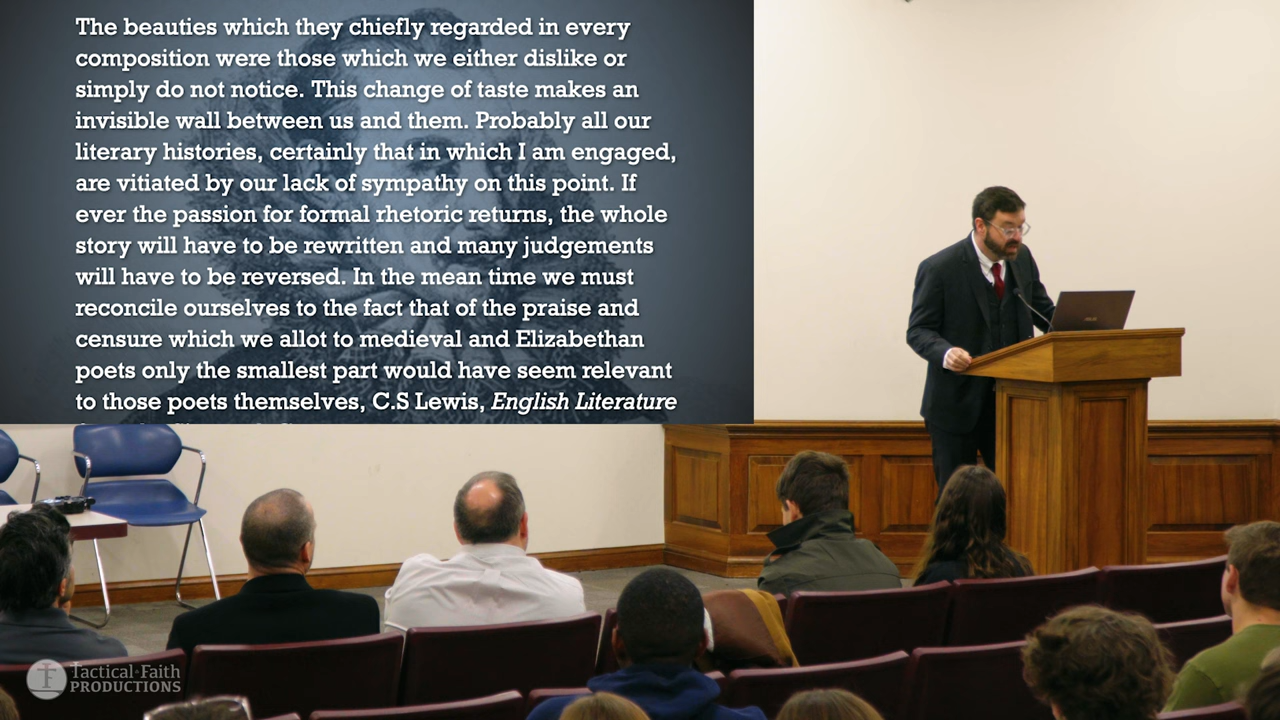 The beauties which they chiefly regarded in every
composition were those which we either dislike or
simply do not notice. This change of taste makes an
invisible wall between us and them. Probably all our
literary histories, certainly that in which I am engaged,
are vitiated by our lack of sympathy on this point. If
ever the passion for formal rhetoric returns, the whole
story will have to be rewritten and many judgements
will have to be reversed. In the mean time we must
reconcile ourselves to the fact that of the praise and
censure which we allot to medieval and Elizabethan
poets only the smallest part would have seem relevant
to those poets themselves, C.S Lewis, English Literature
Tactical Faith
PRODUCTIONS